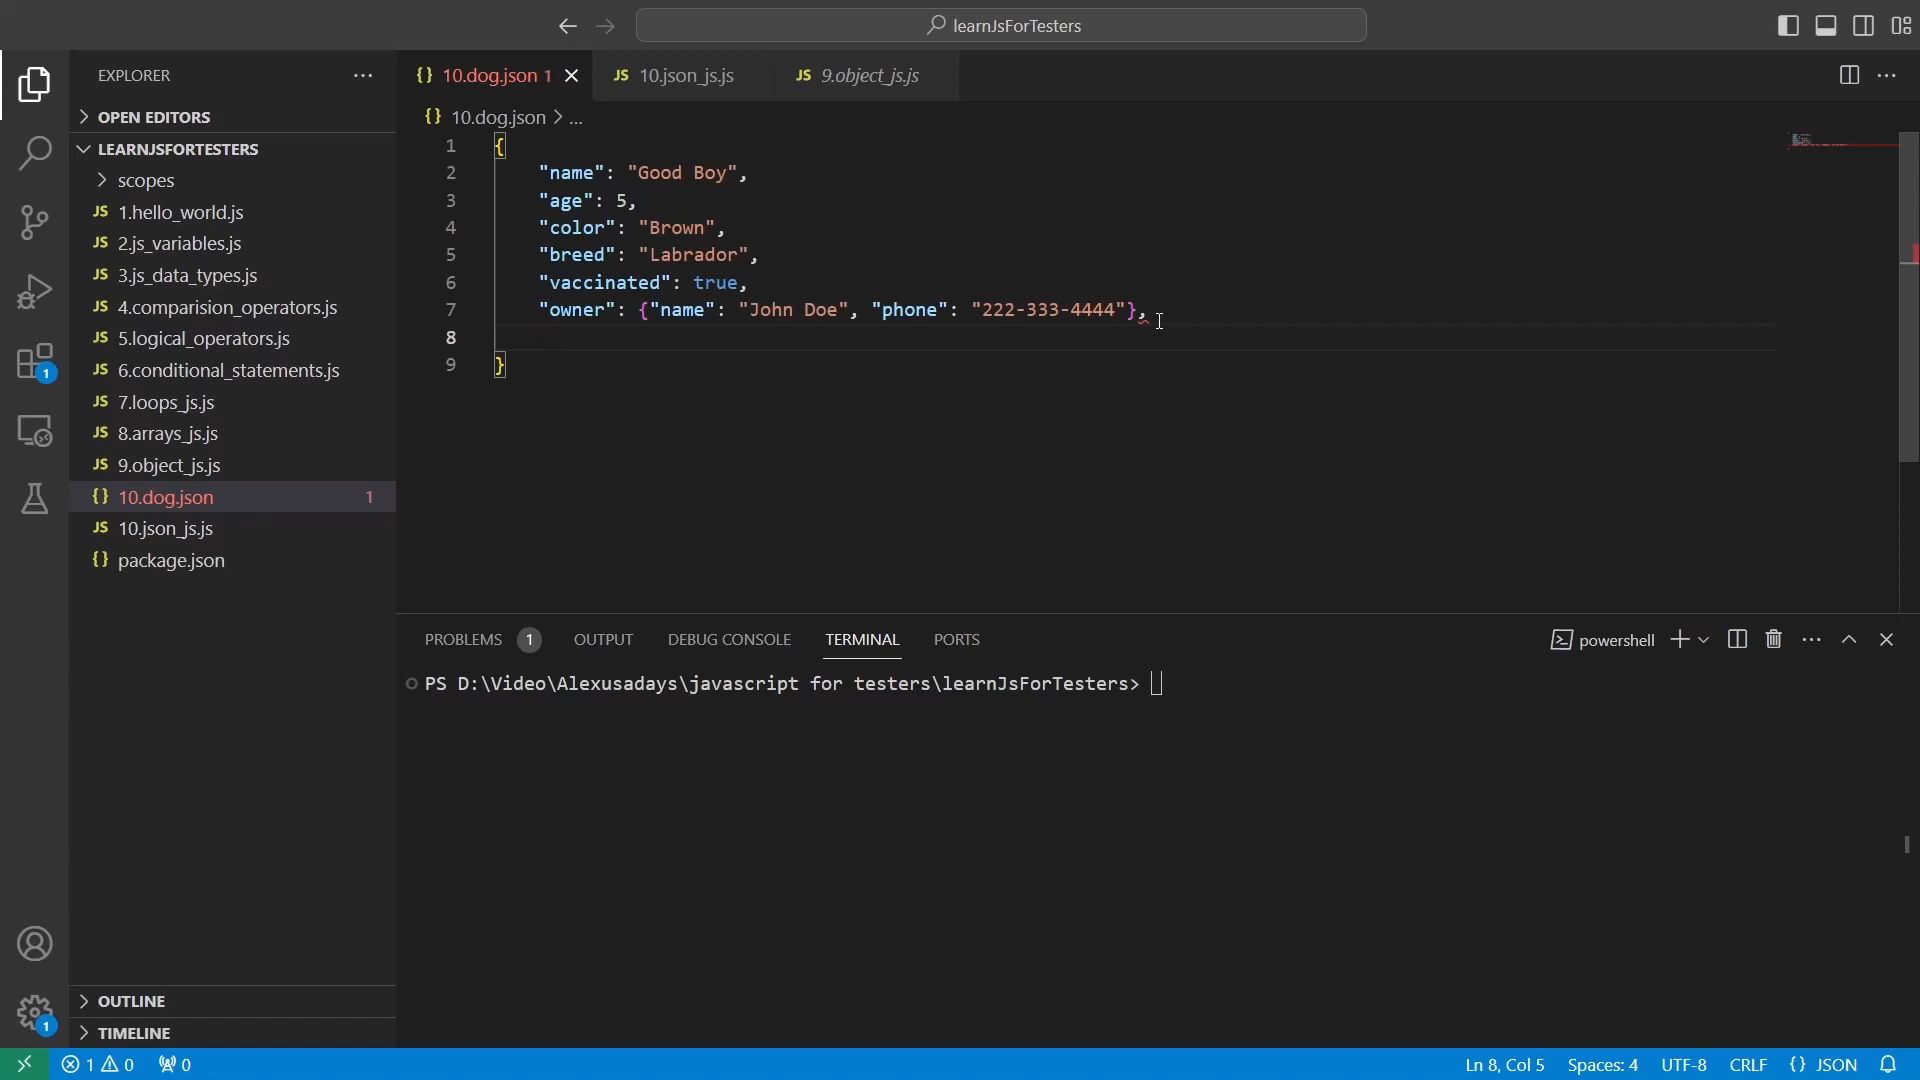 learnJsForTesters
EXPLORER
OPEN EDITORS
LEARNJSFORTESTERS
scopes
JS 1.hello_world.js
JS 2.js_variables.js
JS 3.js_data_types.js
JS 4.comparision_operators.js
JS 5.logical_operators.js
JS 6.conditional_statements.js
JS 7.loops_js.js
JS 8.arrays_js.js
JS 9.object_js.js
{} 10.dog.json 1
JS 10.json_js.js
{} package.json
OUTLINE
TIMELINE
1
1
{} 10.dog.json 1
JS 10.json_js.js
JS 9.object_js.js
{} 10.dog.json > ...
1 {
2 "name": "Good Boy",
3 "age": 5,
4 "color": "Brown",
5 "breed": "Labrador",
6 "vaccinated": true,
7 "owner": {"name": "John Doe", "phone": "222-333-4444"},
8
9 }
PROBLEMS 1 OUTPUT DEBUG CONSOLE TERMINAL PORTS
powershell
PS D:\Video\Alexusadays\javascript for testers\learnJsForTesters>
1 0 0
Ln 8, Col 5 Spaces: 4 UTF-8 CRLF {} JSON